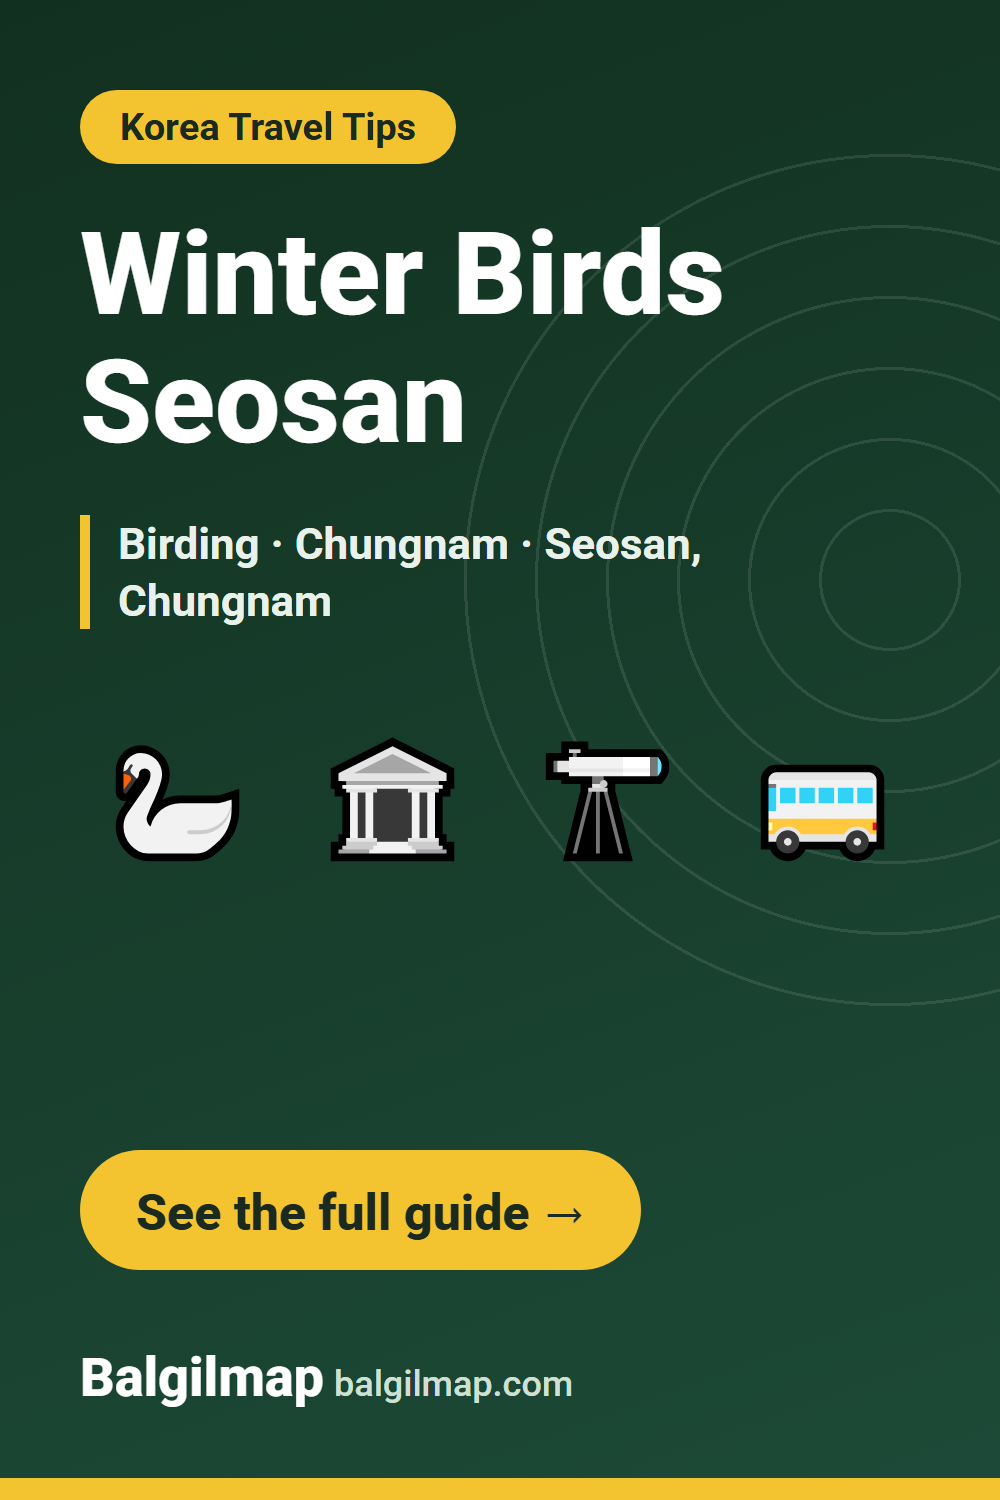 Korea Travel Tips
Winter Birds
Seosan
Birding · Chungnam · Seosan,
Chungnam
See the full guide →
Balgilmap balgilmap.com